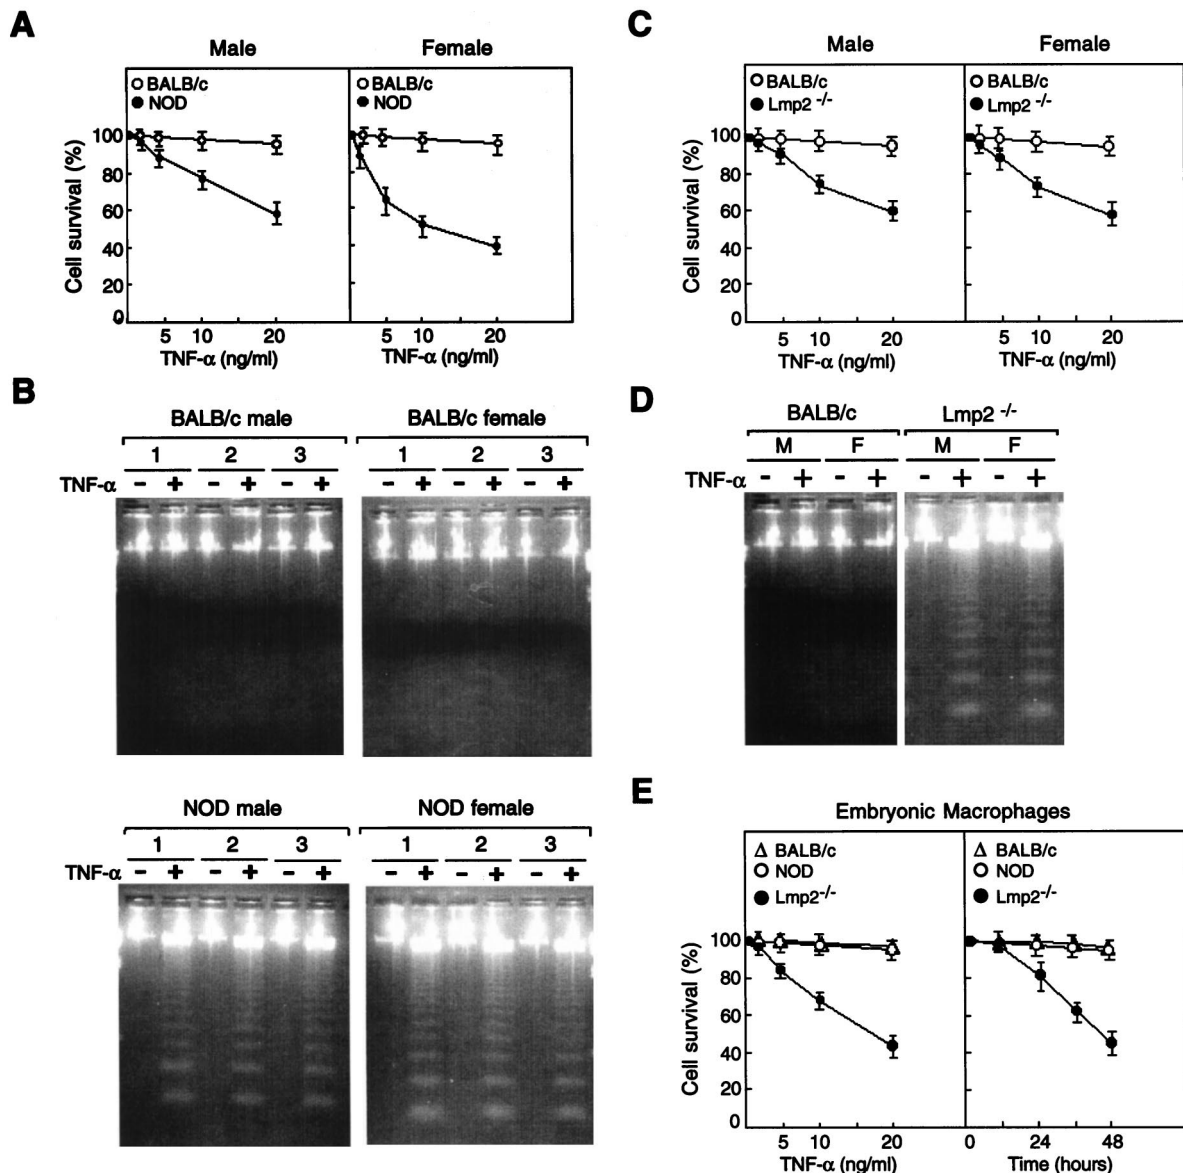 A
Male
Female
BALB/c
NOD
BALB/c
NOD
Cell survival (%)
100
80
60
40
20
0
5 10 20
5 10 20
TNF-α (ng/ml)
TNF-α (ng/ml)
B
BALB/c male
BALB/c female
1 2 3
1 2 3
TNF-α - + - + - +
- + - + - +
NOD male
NOD female
1 2 3
1 2 3
TNF-α - + - + - +
- + - + - +
C
Male
Female
BALB/c
Lmp2 -/-
BALB/c
Lmp2 -/-
Cell survival (%)
100
80
60
40
20
0
5 10 20
5 10 20
TNF-α (ng/ml)
TNF-α (ng/ml)
D
BALB/c
Lmp2 -/-
M F
M F
TNF-α - + - +
- + - +
E
Embryonic Macrophages
BALB/c
NOD
Lmp2-/-
BALB/c
NOD
Lmp2-/-
Cell survival (%)
100
80
60
40
20
0
5 10 20
0 24 48
TNF-α (ng/ml)
Time (hours)